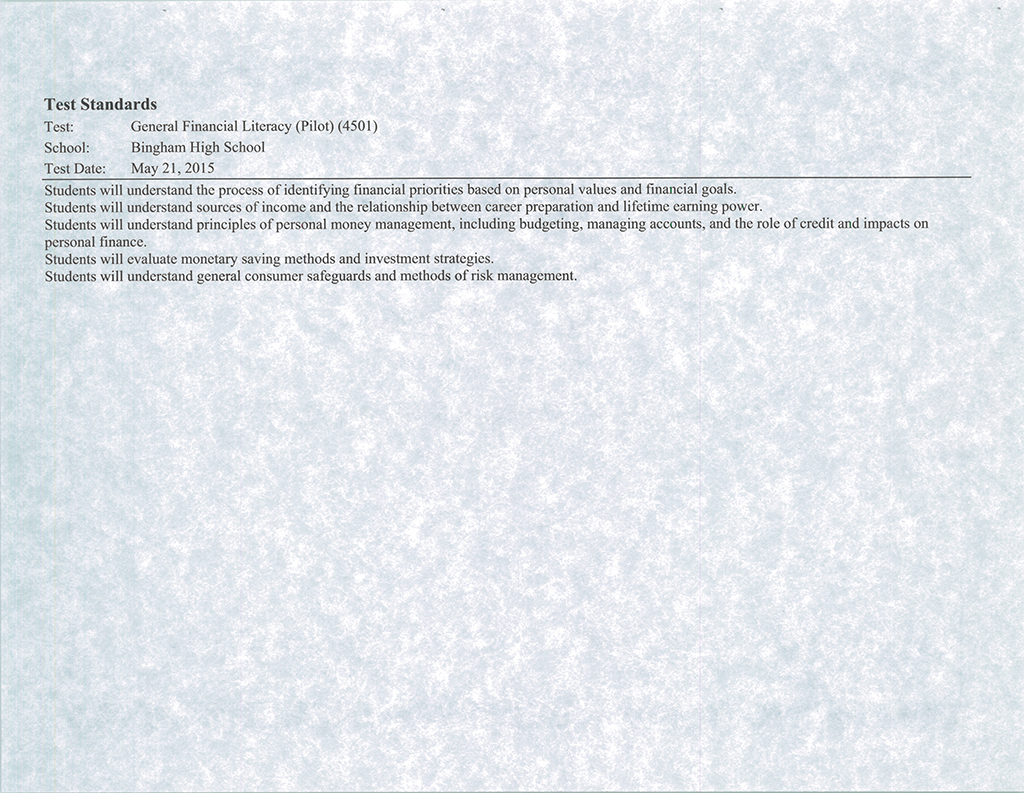 Test Standards
Test: General Financial Literacy (Pilot) (4501)
School: Bingham High School
Test Date: May 21, 2015
Students will understand the process of identifying financial priorities based on personal values and financial goals.
Students will understand sources of income and the relationship between career preparation and lifetime earning power.
Students will understand principles of personal money management, including budgeting, managing accounts, and the role of credit and impacts on
personal finance.
Students will evaluate monetary saving methods and investment strategies.
Students will understand general consumer safeguards and methods of risk management.